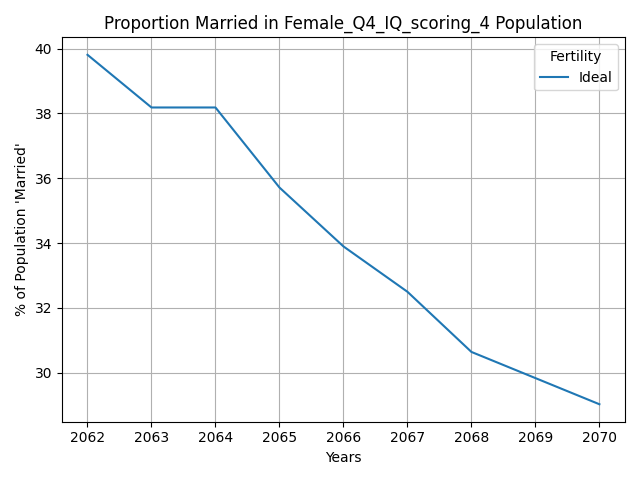 Proportion Married in Female_Q4_IQ_scoring_4 Population
Fertility
Ideal
% of Population 'Married'
40
38
36
34
32
30
2062 2063 2064 2065 2066 2067 2068 2069 2070
Years